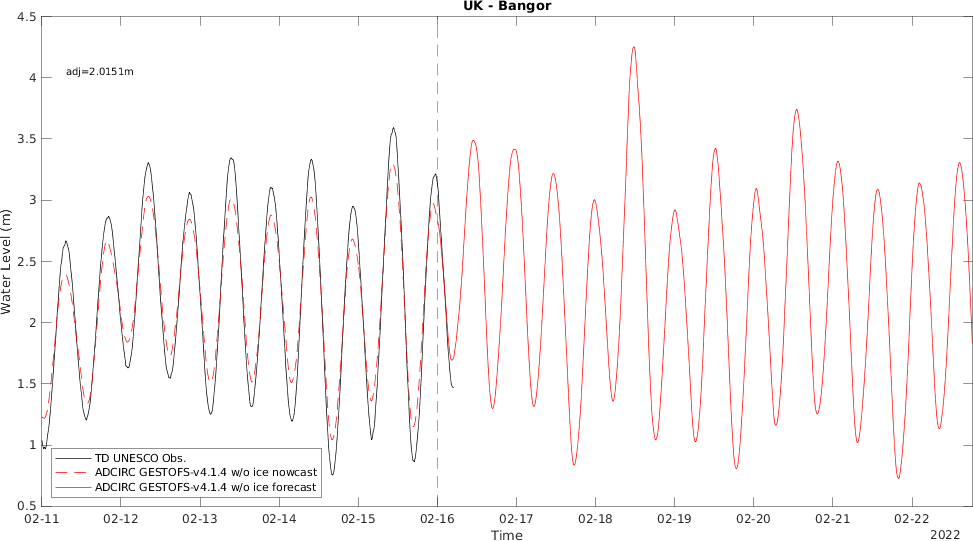 UK - Bangor
4.5
4
3.5
3
2.5
2
1.5
1
0.5
Water Level (m)
adj=2.0151m
TD UNESCO Obs.
ADCIRC GESTOFS-v4.1.4 w/o ice nowcast
ADCIRC GESTOFS-v4.1.4 w/o ice forecast
02-11 02-12 02-13 02-14 02-15 02-16 02-17 02-18 02-19 02-20 02-21 02-22
Time
2022